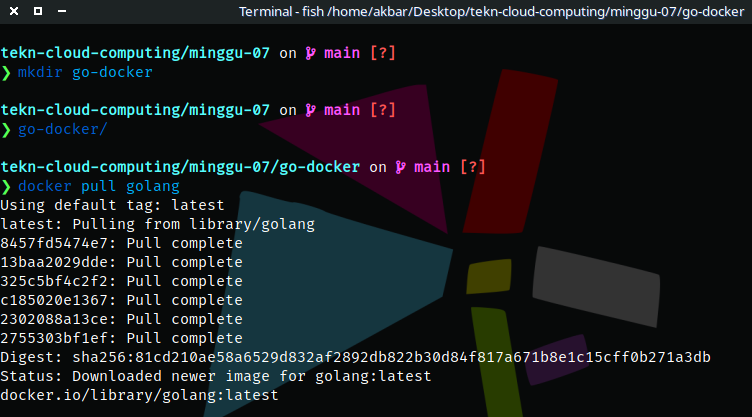 Terminal - fish /home/akbar/Desktop/tekn-cloud-computing/minggu-07/go-docker
tekn-cloud-computing/minggu-07 on main [?]
❯ mkdir go-docker
tekn-cloud-computing/minggu-07 on main [?]
❯ go-docker/
tekn-cloud-computing/minggu-07/go-docker on main [?]
❯ docker pull golang
Using default tag: latest
latest: Pulling from library/golang
8457fd5474e7: Pull complete
13baa2029dde: Pull complete
325c5bf4c2f2: Pull complete
c185020e1367: Pull complete
2302088a13ce: Pull complete
2755303bf1ef: Pull complete
Digest: sha256:81cd210ae58a6529d832af2892db822b30d84f817a671b8e1c15cff0b271a3db
Status: Downloaded newer image for golang:latest
docker.io/library/golang:latest